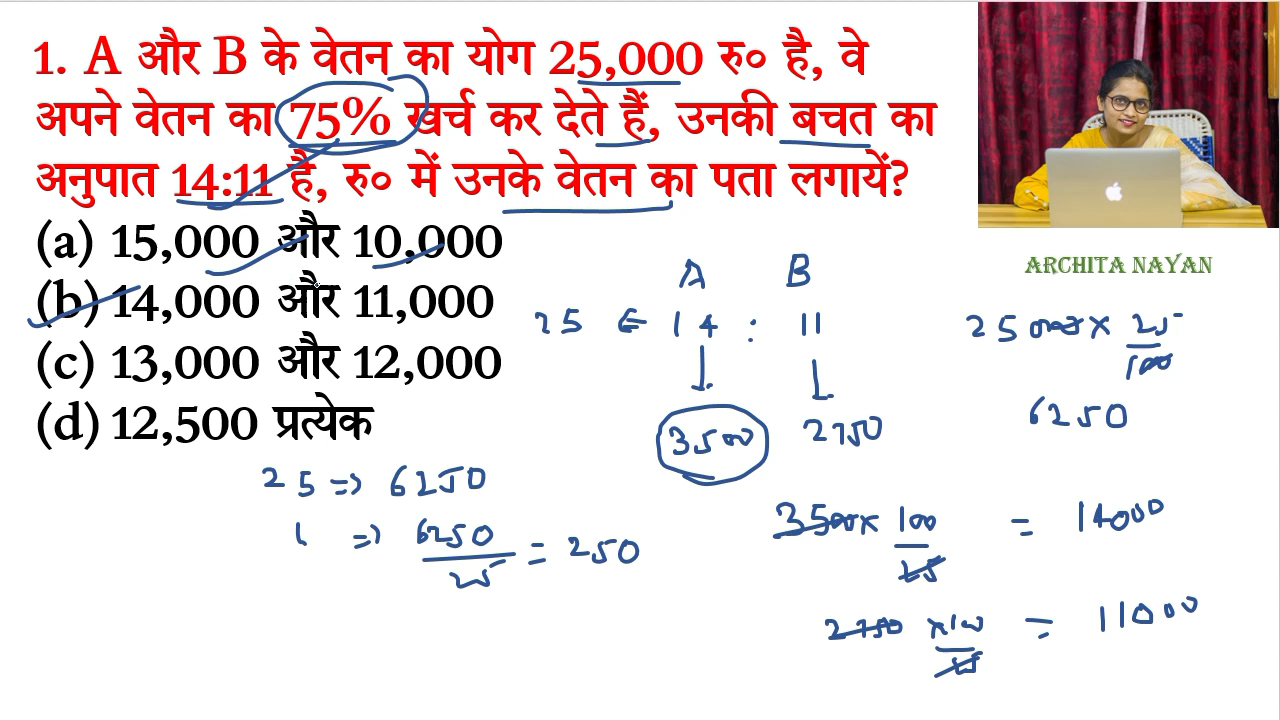 1. A और B के वेतन का योग 25,000 रु० है, वे
अपने वेतन का 75% खर्च कर देते हैं, उनकी बचत का
अनुपात 14:11 है, रु० में उनके वेतन का पता लगायें?
(a) 15,000 और 10,000
(b) 14,000 और 11,000
(c) 13,000 और 12,000
(d) 12,500 प्रत्येक
ARCHITA NAYAN
A B
25 ⇐ 14 : 11
3500 2750
25000 × 25/100
6250
25 => 6250
1 => 6250/25 = 250
3500 × 100/25 = 14000
2750 × 100/25 = 11000